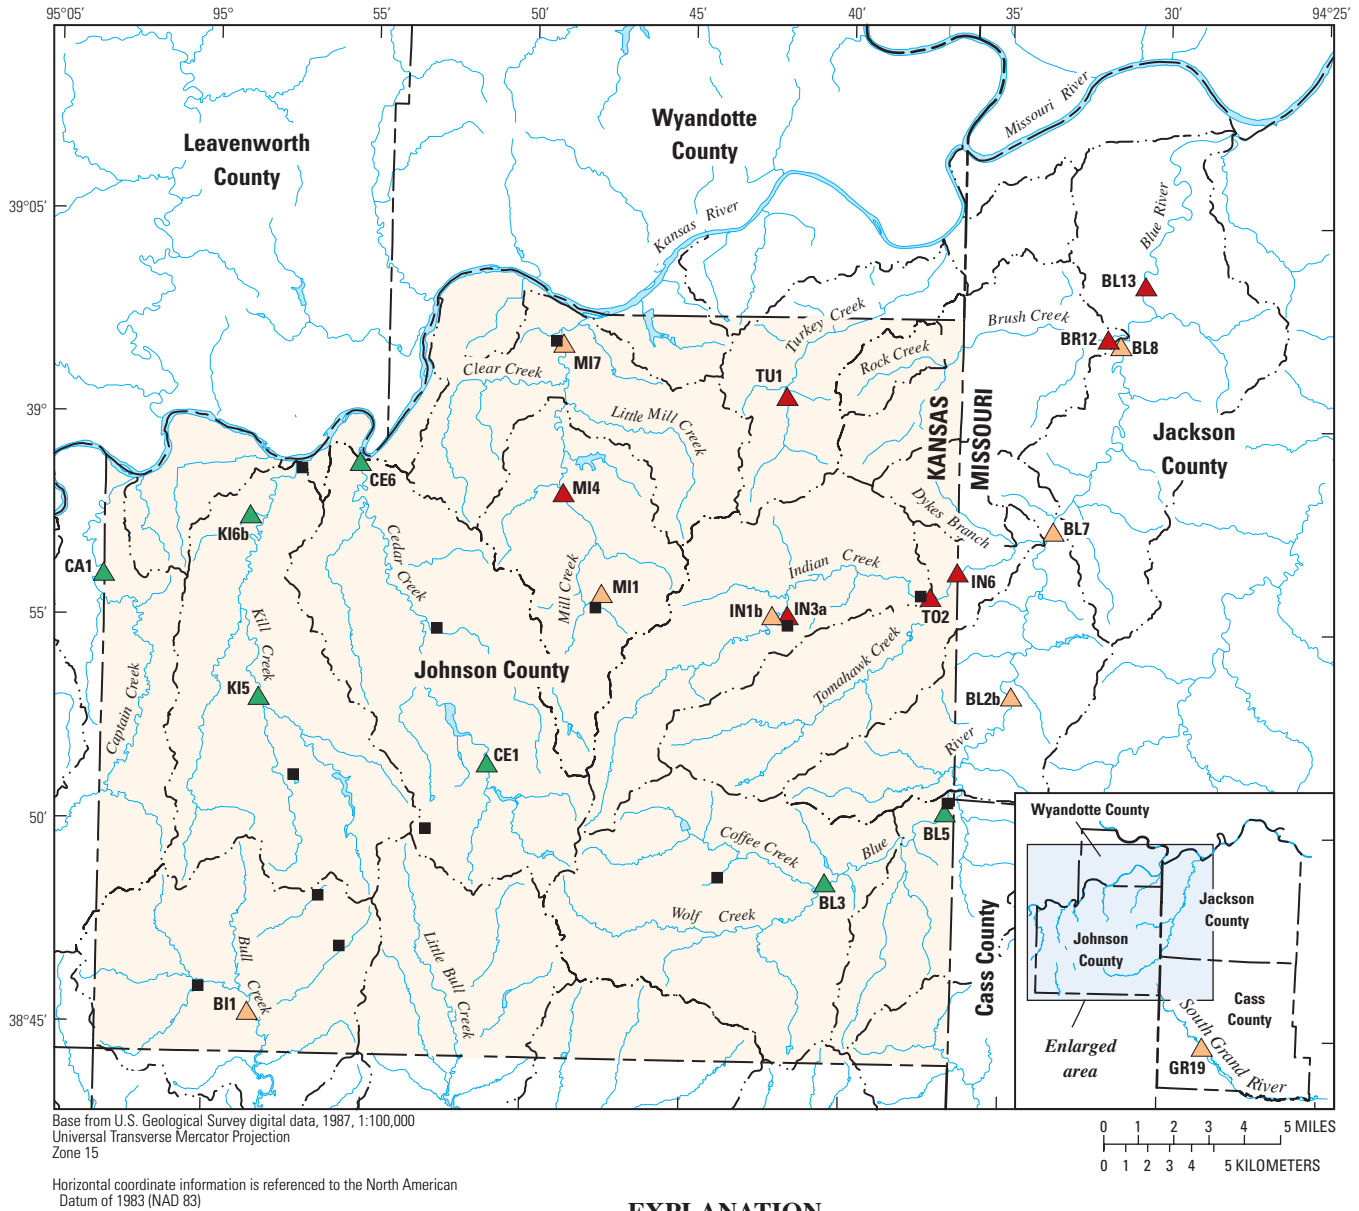 95°05′
95°
55′
50′
45′
40′
35′
30′
94°25′
Missouri River
Wyandotte
County
Leavenworth
County
39°05′
Kansas River
Blue River
BL13
Turkey Creek
Brush Creek
BR12
BL8
Rock Creek
MI7
Clear Creek
TU1
39°
Little Mill Creek
KANSAS
MISSOURI
Jackson
County
CE6
MI4
Dykes Branch
KI6b
BL7
Cedar Creek
CA1
Indian Creek
IN6
Mill Creek
MI1
55′
IN1b
IN3a
TO2
Kill Creek
Tomahawk Creek
Johnson County
Captain Creek
KI5
BL2b
River
CE1
50′
Wyandotte County
Coffee Creek
Blue
BL5
BL3
Wolf Creek
Jackson
County
Johnson
County
Cass County
Bull Creek
Little Bull Creek
BI1
38°45′
Cass
County
South Grand River
Enlarged
area
GR19
Base from U.S. Geological Survey digital data, 1987, 1:100,000
Universal Transverse Mercator Projection
Zone 15
0 1 2 3 4 5 MILES
0 1 2 3 4 5 KILOMETERS
Horizontal coordinate information is referenced to the North American
Datum of 1983 (NAD 83)
EXPLANATION